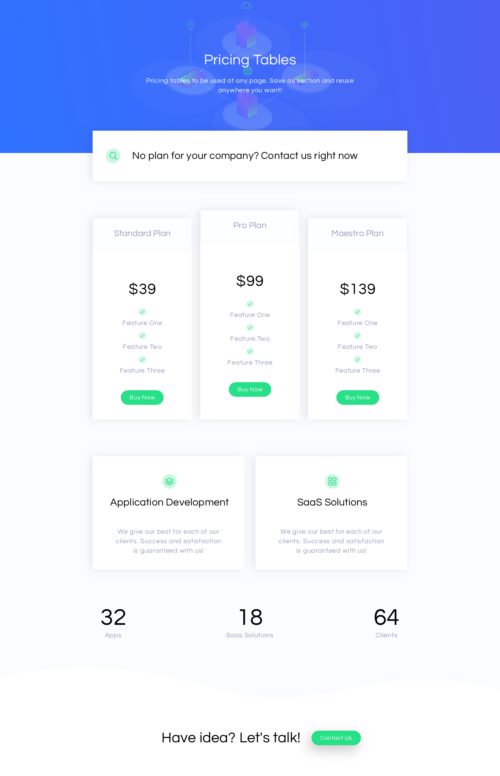 Pricing Tables
Pricing tables to be used at any page. Save as section and reuse
anywhere you want!
No plan for your company? Contact us right now
Standard Plan
$39
Feature One
Feature Two
Feature Three
Buy Now
Pro Plan
$99
Feature One
Feature Two
Feature Three
Buy Now
Maestro Plan
$139
Feature One
Feature Two
Feature Three
Buy Now
Application Development
We give our best for each of our
clients. Success and satisfaction
is guaranteed with us!
SaaS Solutions
We give our best for each of our
clients. Success and satisfaction
is guaranteed with us!
32
Apps
18
Saas Solutions
64
Clients
Have idea? Let's talk!
Contact Us